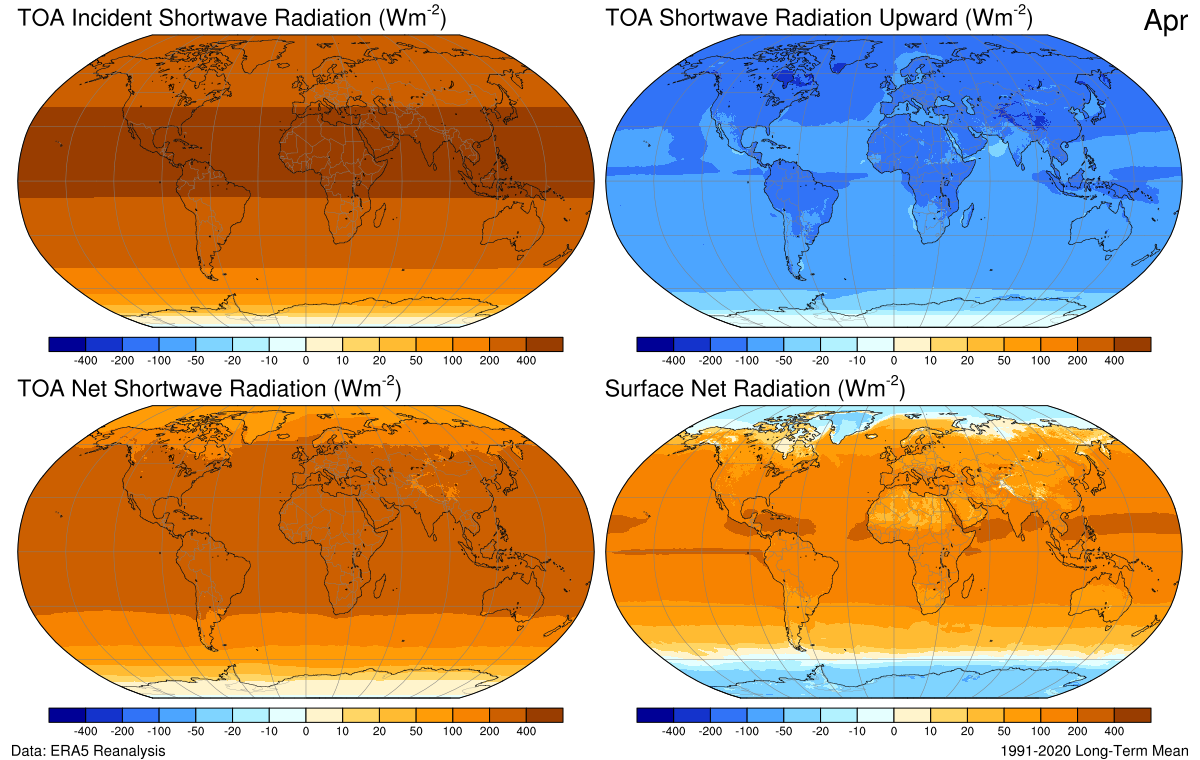 TOA Incident Shortwave Radiation (Wm-2)
TOA Shortwave Radiation Upward (Wm-2)
Apr
-400 -200 -100 -50 -20 -10 0 10 20 50 100 200 400
-400 -200 -100 -50 -20 -10 0 10 20 50 100 200 400
TOA Net Shortwave Radiation (Wm-2)
Surface Net Radiation (Wm-2)
-400 -200 -100 -50 -20 -10 0 10 20 50 100 200 400
-400 -200 -100 -50 -20 -10 0 10 20 50 100 200 400
Data: ERA5 Reanalysis
1991-2020 Long-Term Mean